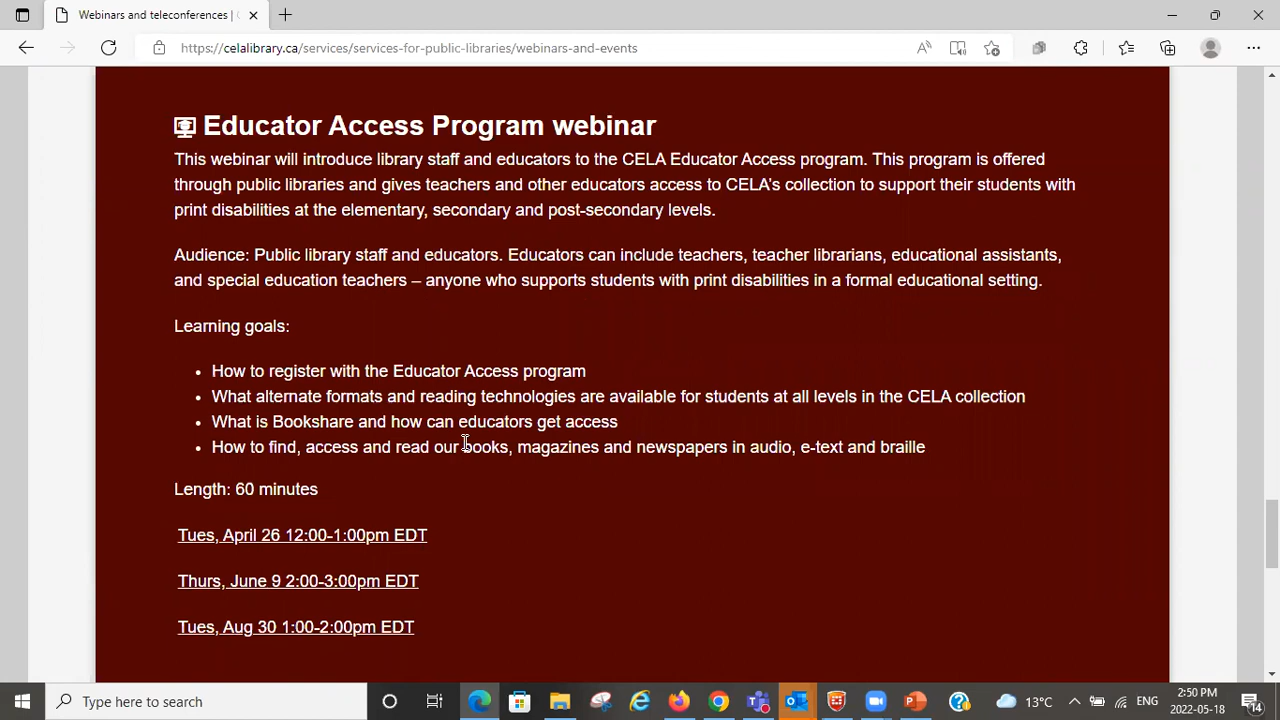 Webinars and teleconferences | C
https://celalibrary.ca/services/services-for-public-libraries/webinars-and-events
Educator Access Program webinar
This webinar will introduce library staff and educators to the CELA Educator Access program. This program is offered
through public libraries and gives teachers and other educators access to CELA's collection to support their students with
print disabilities at the elementary, secondary and post-secondary levels.
Audience: Public library staff and educators. Educators can include teachers, teacher librarians, educational assistants,
and special education teachers – anyone who supports students with print disabilities in a formal educational setting.
Learning goals:
• How to register with the Educator Access program
• What alternate formats and reading technologies are available for students at all levels in the CELA collection
• What is Bookshare and how can educators get access
• How to find, access and read our books, magazines and newspapers in audio, e-text and braille
Length: 60 minutes
Tues, April 26 12:00-1:00pm EDT
Thurs, June 9 2:00-3:00pm EDT
Tues, Aug 30 1:00-2:00pm EDT
Type here to search
13°C
ENG
2:50 PM
2022-05-18
14